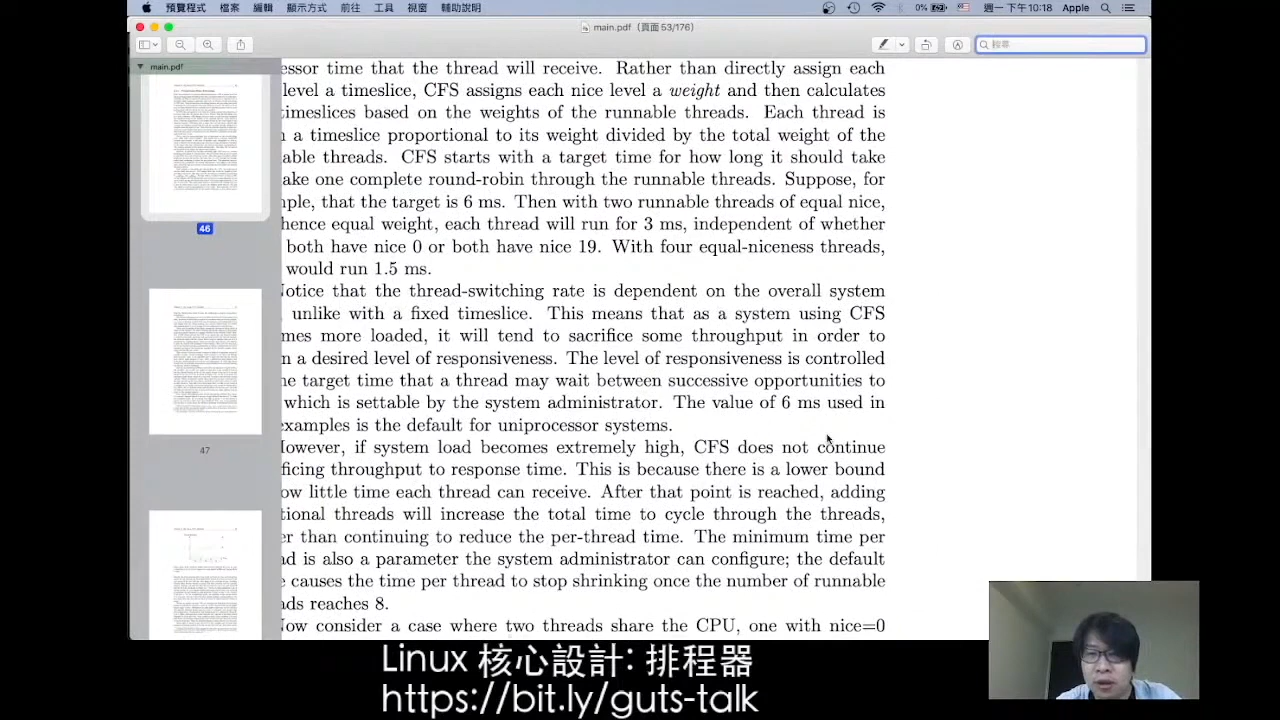 預覽程式 檔案 編輯 顯示方式 前往 工具 視窗 輔助說明 0% 週一下午10:18 Apple
main.pdf（頁面 53/176）
搜尋
main.pdf
essor time that the thread will receive. Rather than directly assign each
level a timeslice, CFS assigns each nice level a weight and then calculates
timeslices based on the weights of the runnable threads. Each thread is
n a timeslice proportional to its weight divided by the total weight of the
able threads. CFS starts with a target time for how long it should take
ions to make one round-robin through the runnable threads. Suppose, for
mple, that the target is 6 ms. Then with two runnable threads of equal nice,
hence equal weight, each thread will run for 3 ms, independent of whether
both have nice 0 or both have nice 19. With four equal-niceness threads,
would run 1.5 ms.
Notice that the thread-switching rate is dependent on the overall system
unlike with a fixed timeslice. This means that as a system using CFS
mes more loaded, it tends to sacrifice some throughput in order to
a desired level of responsiveness. The level of responsiveness is controlled
he target time that a thread may wait between successive opportunities to
which is settable by the system administrator. The value of 6 ms used in
examples is the default for uniprocessor systems.
However, if system load becomes extremely high, CFS does not continue
ficing throughput to response time. This is because there is a lower bound
ow little time each thread can receive. After that point is reached, adding
tional threads will increase the total time to cycle through the threads,
er than continuing to reduce the per-thread time. The minimum time per
ad is also a parameter the system administrator can configure; the default
causes the time per thread to stop shrinking once the number of runnable
reaches
ore complex case: two threads share the CPU, one with nice=0
46
47
Linux 核心設計: 排程器
https://bit.ly/guts-talk